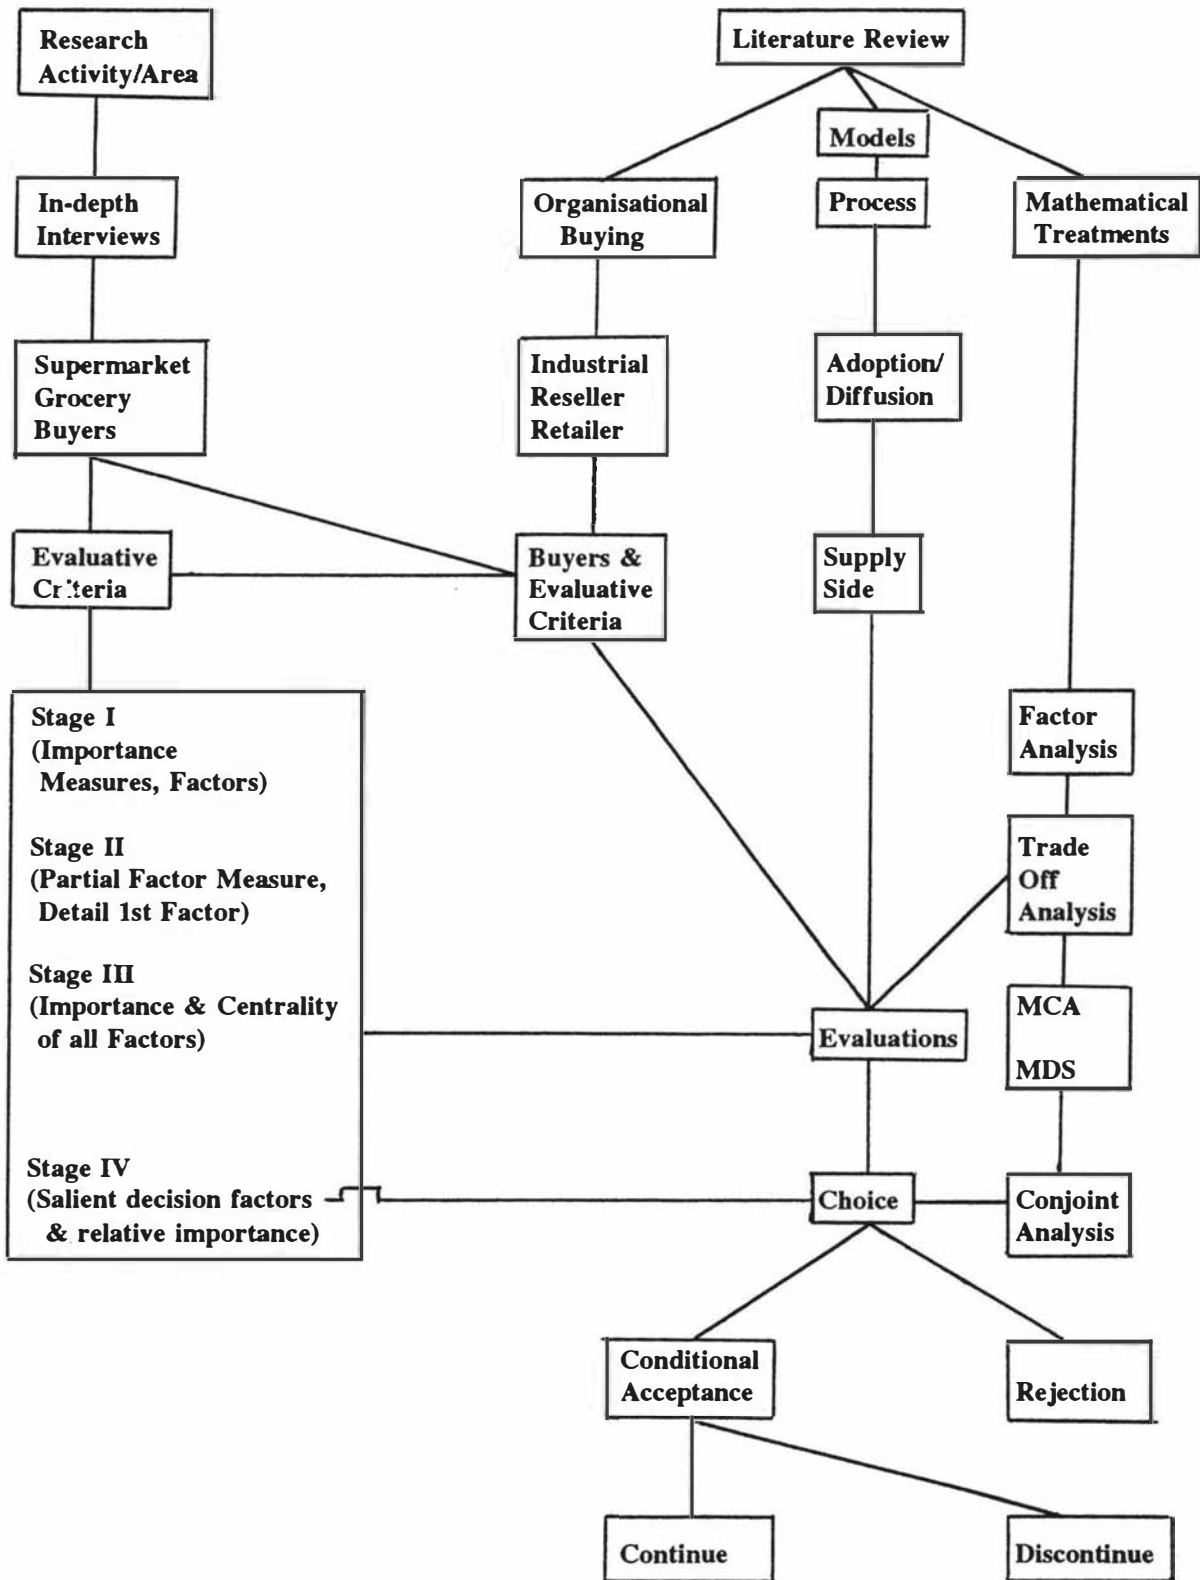 Research
Activity/Area
Literature Review
Models
In-depth
Interviews
Organisational
Buying
Process
Mathematical
Treatments
Supermarket
Grocery
Buyers
Industrial
Reseller
Retailer
Adoption/
Diffusion
Evaluative
Criteria
Buyers &
Evaluative
Criteria
Supply
Side
Stage I
(Importance
Measures, Factors)
Stage II
(Partial Factor Measure,
Detail 1st Factor)
Stage III
(Importance & Centrality
of all Factors)
Stage IV
(Salient decision factors
& relative importance)
Factor
Analysis
Trade
Off
Analysis
MCA
MDS
Evaluations
Choice
Conjoint
Analysis
Conditional
Acceptance
Rejection
Continue
Discontinue